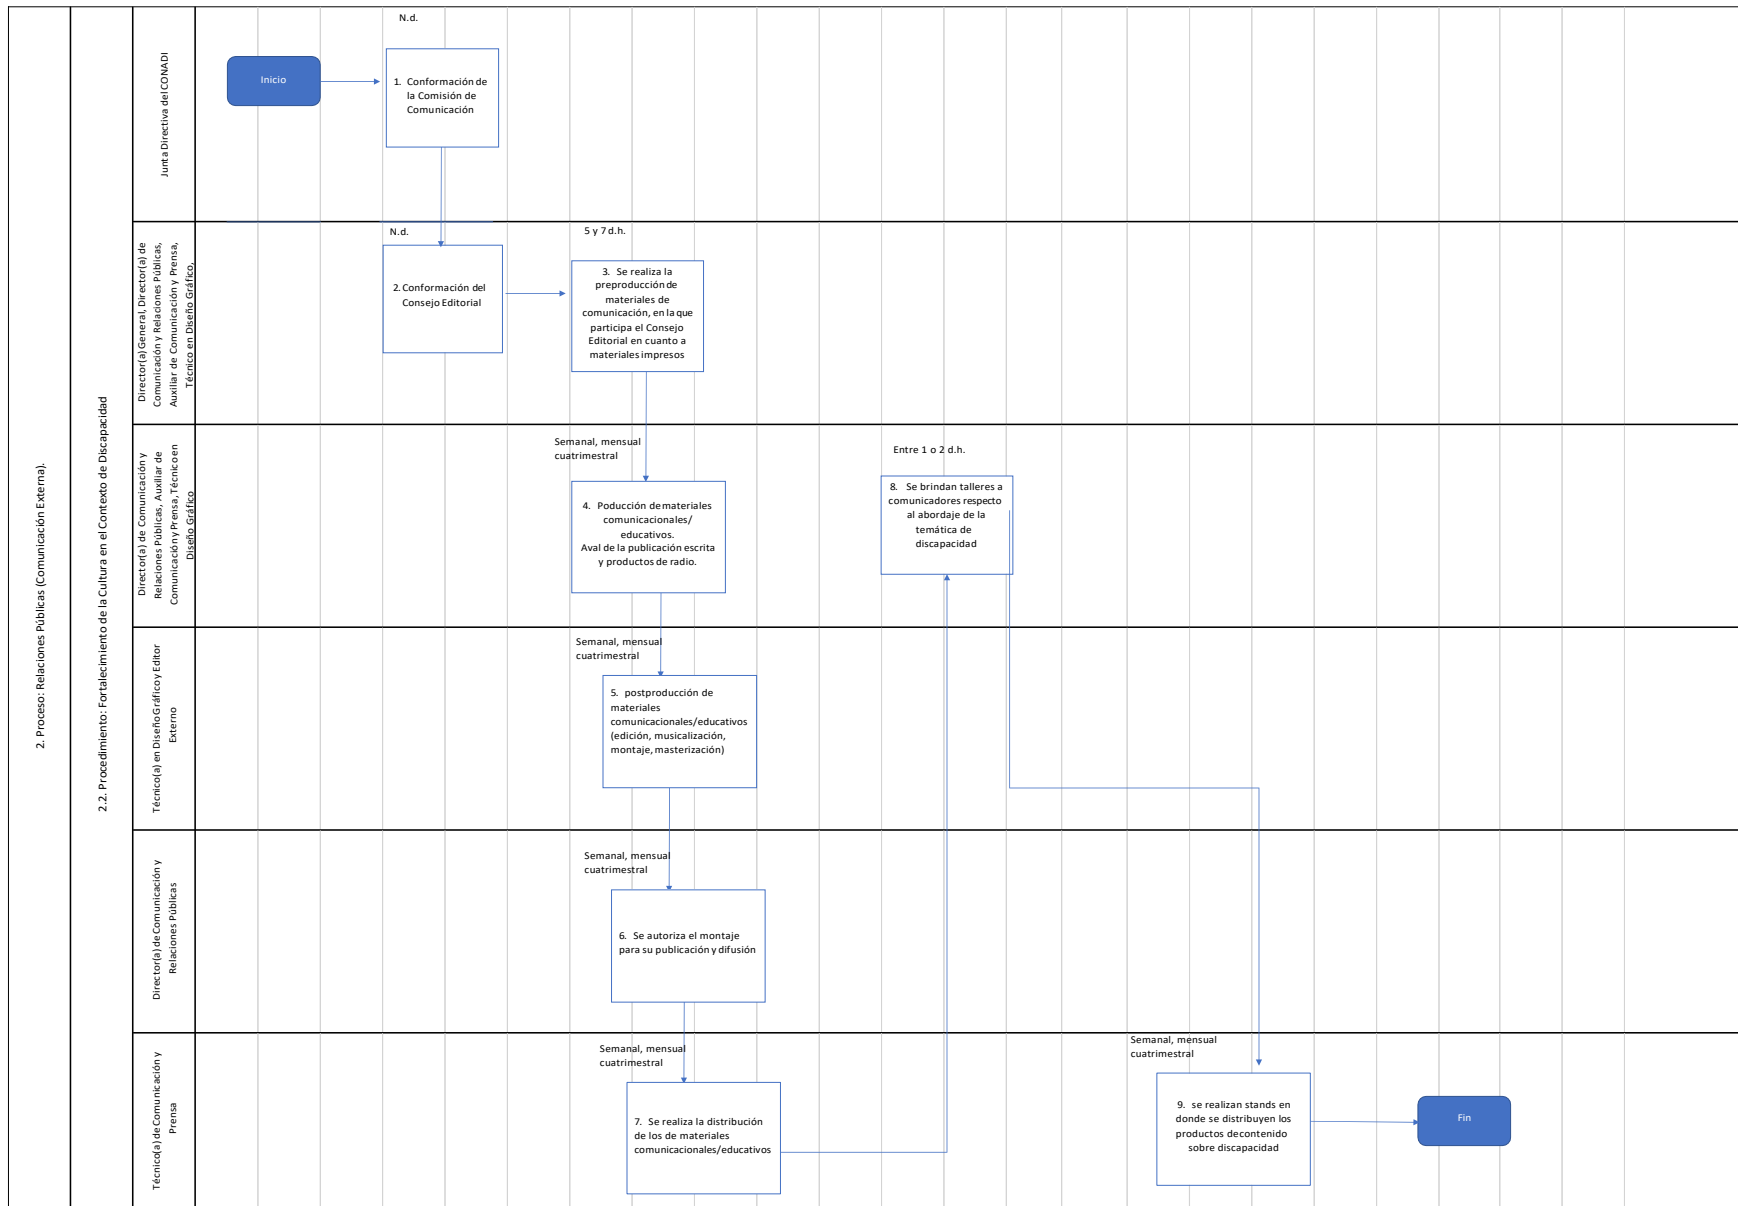 2. Proceso: Relaciones Públicas (Comunicación Externa).
2.2. Procedimiento: Fortalecimiento de la Cultura en el Contexto de Discapacidad
Junta Directiva del CONADI
Inicio
N.d.
1. Conformación de
la Comisión de
Comunicación
Director(a) General, Director(a) de
Comunicación y Relaciones Públicas,
Auxiliar de Comunicación y Prensa,
Técnico en Diseño Gráfico,
N.d.
2. Conformación del
Consejo Editorial
5 y 7 d.h.
3. Se realiza la
preproducción de
materiales de
comunicación, en la que
participa el Consejo
Editorial en cuanto a
materiales impresos
Director(a) de Comunicación y
Relaciones Públicas, Auxiliar de
Comunicación y Prensa, Técnico en
Diseño Gráfico
Semanal, mensual
cuatrimestral
4. Poducción de materiales
comunicacionales/
educativos.
Aval de la publicación escrita
y productos de radio.
Entre 1 o 2 d.h.
8. Se brindan talleres a
comunicadores respecto
al abordaje de la
temática de
discapacidad
Técnico(a) en Diseño Gráfico y Editor
Externo
Semanal, mensual
cuatrimestral
5. postproducción de
materiales
comunicacionales/educativos
(edición, musicalización,
montaje, masterización)
Director(a) de Comunicación y
Relaciones Públicas
Semanal, mensual
cuatrimestral
6. Se autoriza el montaje
para su publicación y difusión
Técnico(a) de Comunicación y
Prensa
Semanal, mensual
cuatrimestral
7. Se realiza la distribución
de los de materiales
comunicacionales/educativos
Semanal, mensual
cuatrimestral
9. se realizan stands en
donde se distribuyen los
productos decontenido
sobre discapacidad
Fin